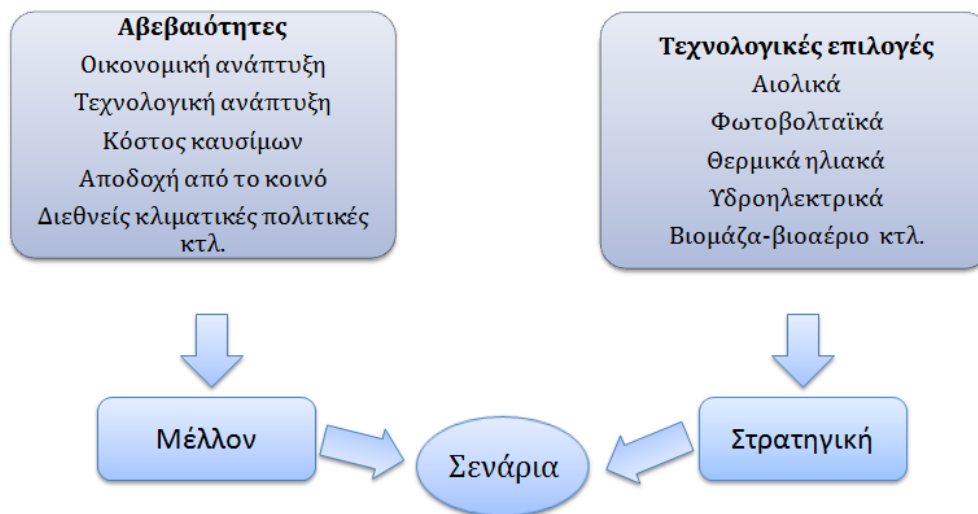 Αβεβαιότητες
Οικονομική ανάπτυξη
Τεχνολογική ανάπτυξη
Κόστος καυσίμων
Αποδοχή από το κοινό
Διεθνείς κλιματικές πολιτικές
κτλ.
Τεχνολογικές επιλογές
Αιολικά
Φωτοβολταϊκά
Θερμικά ηλιακά
Υδροηλεκτρικά
Βιομάζα-βιοαέριο κτλ.
Μέλλον
Σενάρια
Στρατηγική